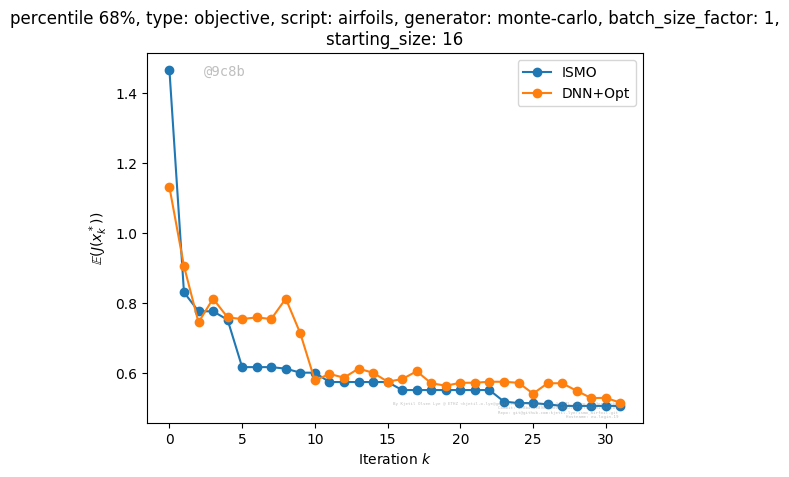 percentile 68%, type: objective, script: airfoils, generator: monte-carlo, batch_size_factor: 1,
starting_size: 16
@9c8b
ISMO
DNN+Opt
1.4
1.2
1.0
0.8
0.6
𝔼(J(x*k))
0 5 10 15 20 25 30
Iteration k